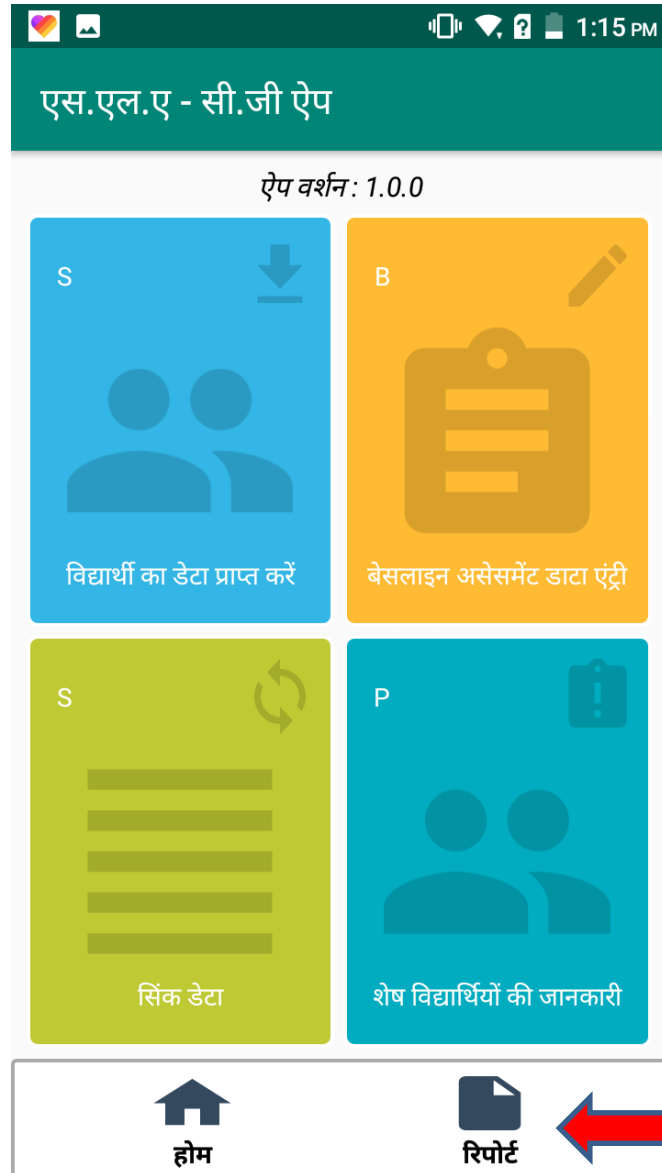 1:15 PM
एस.एल.ए - सी.जी ऐप
ऐप वर्शन : 1.0.0
S
B
विद्यार्थी का डेटा प्राप्त करें
बेसलाइन असेसमेंट डाटा एंट्री
S
P
सिंक डेटा
शेष विद्यार्थियों की जानकारी
होम
रिपोर्ट